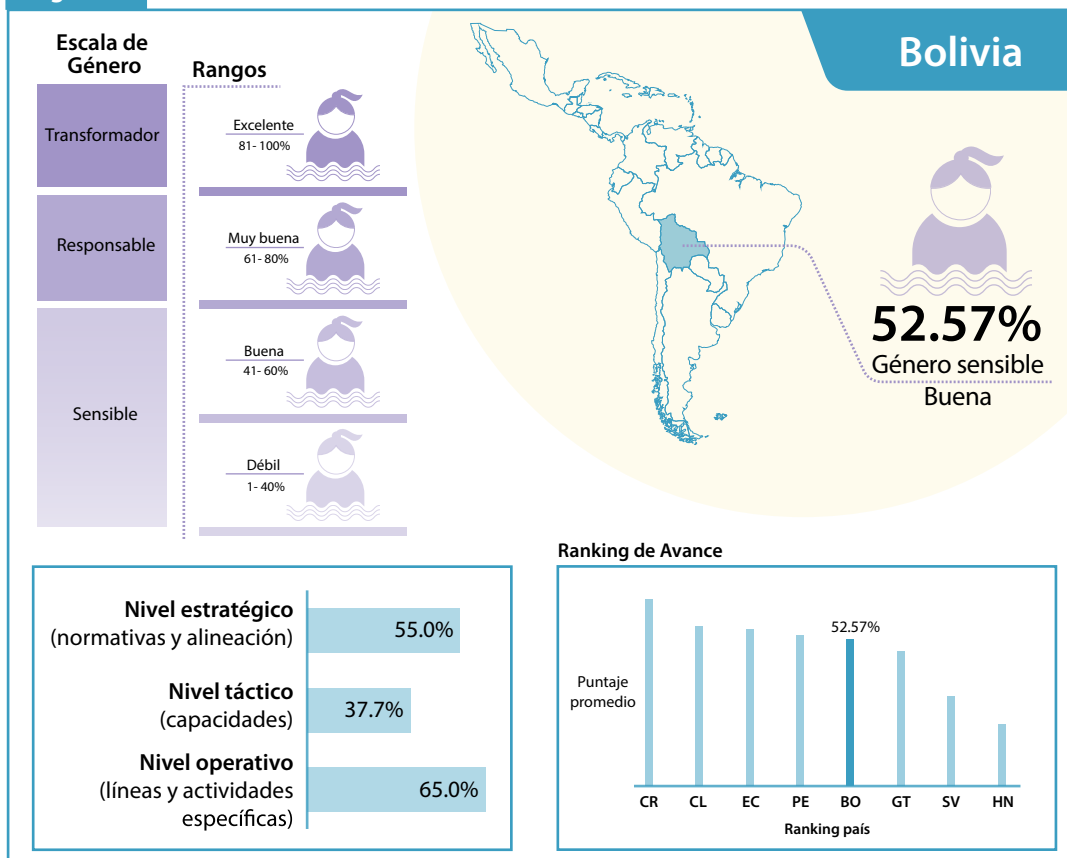 Bolivia
Escala de
Género
Rangos
Transformador
Excelente
81- 100%
Responsable
Muy buena
61- 80%
Sensible
Buena
41- 60%
Débil
1- 40%
52.57%
Género sensible
Buena
Nivel estratégico
(normativas y alineación)
55.0%
Nivel táctico
(capacidades)
37.7%
Nivel operativo
(líneas y actividades
específicas)
65.0%
Ranking de Avance
Puntaje
promedio
52.57%
CR CL EC PE BO GT SV HN
Ranking país